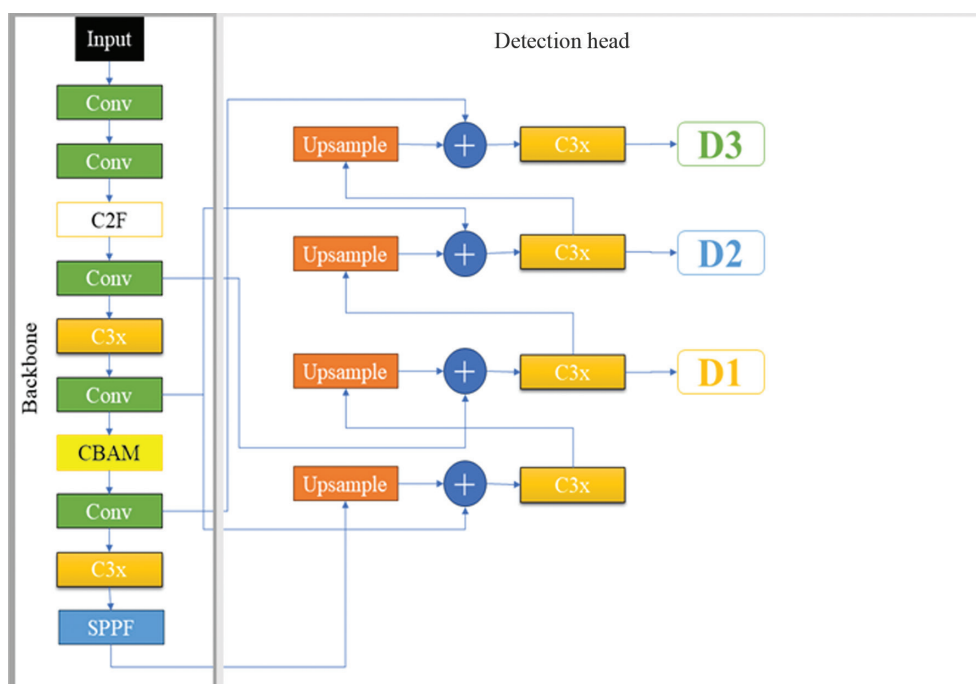 Input
Conv
Conv
C2F
Conv
C3x
Conv
CBAM
Conv
C3x
SPPF
Backbone
Detection head
Upsample
+
C3x
D3
Upsample
+
C3x
D2
Upsample
+
C3x
D1
Upsample
+
C3x